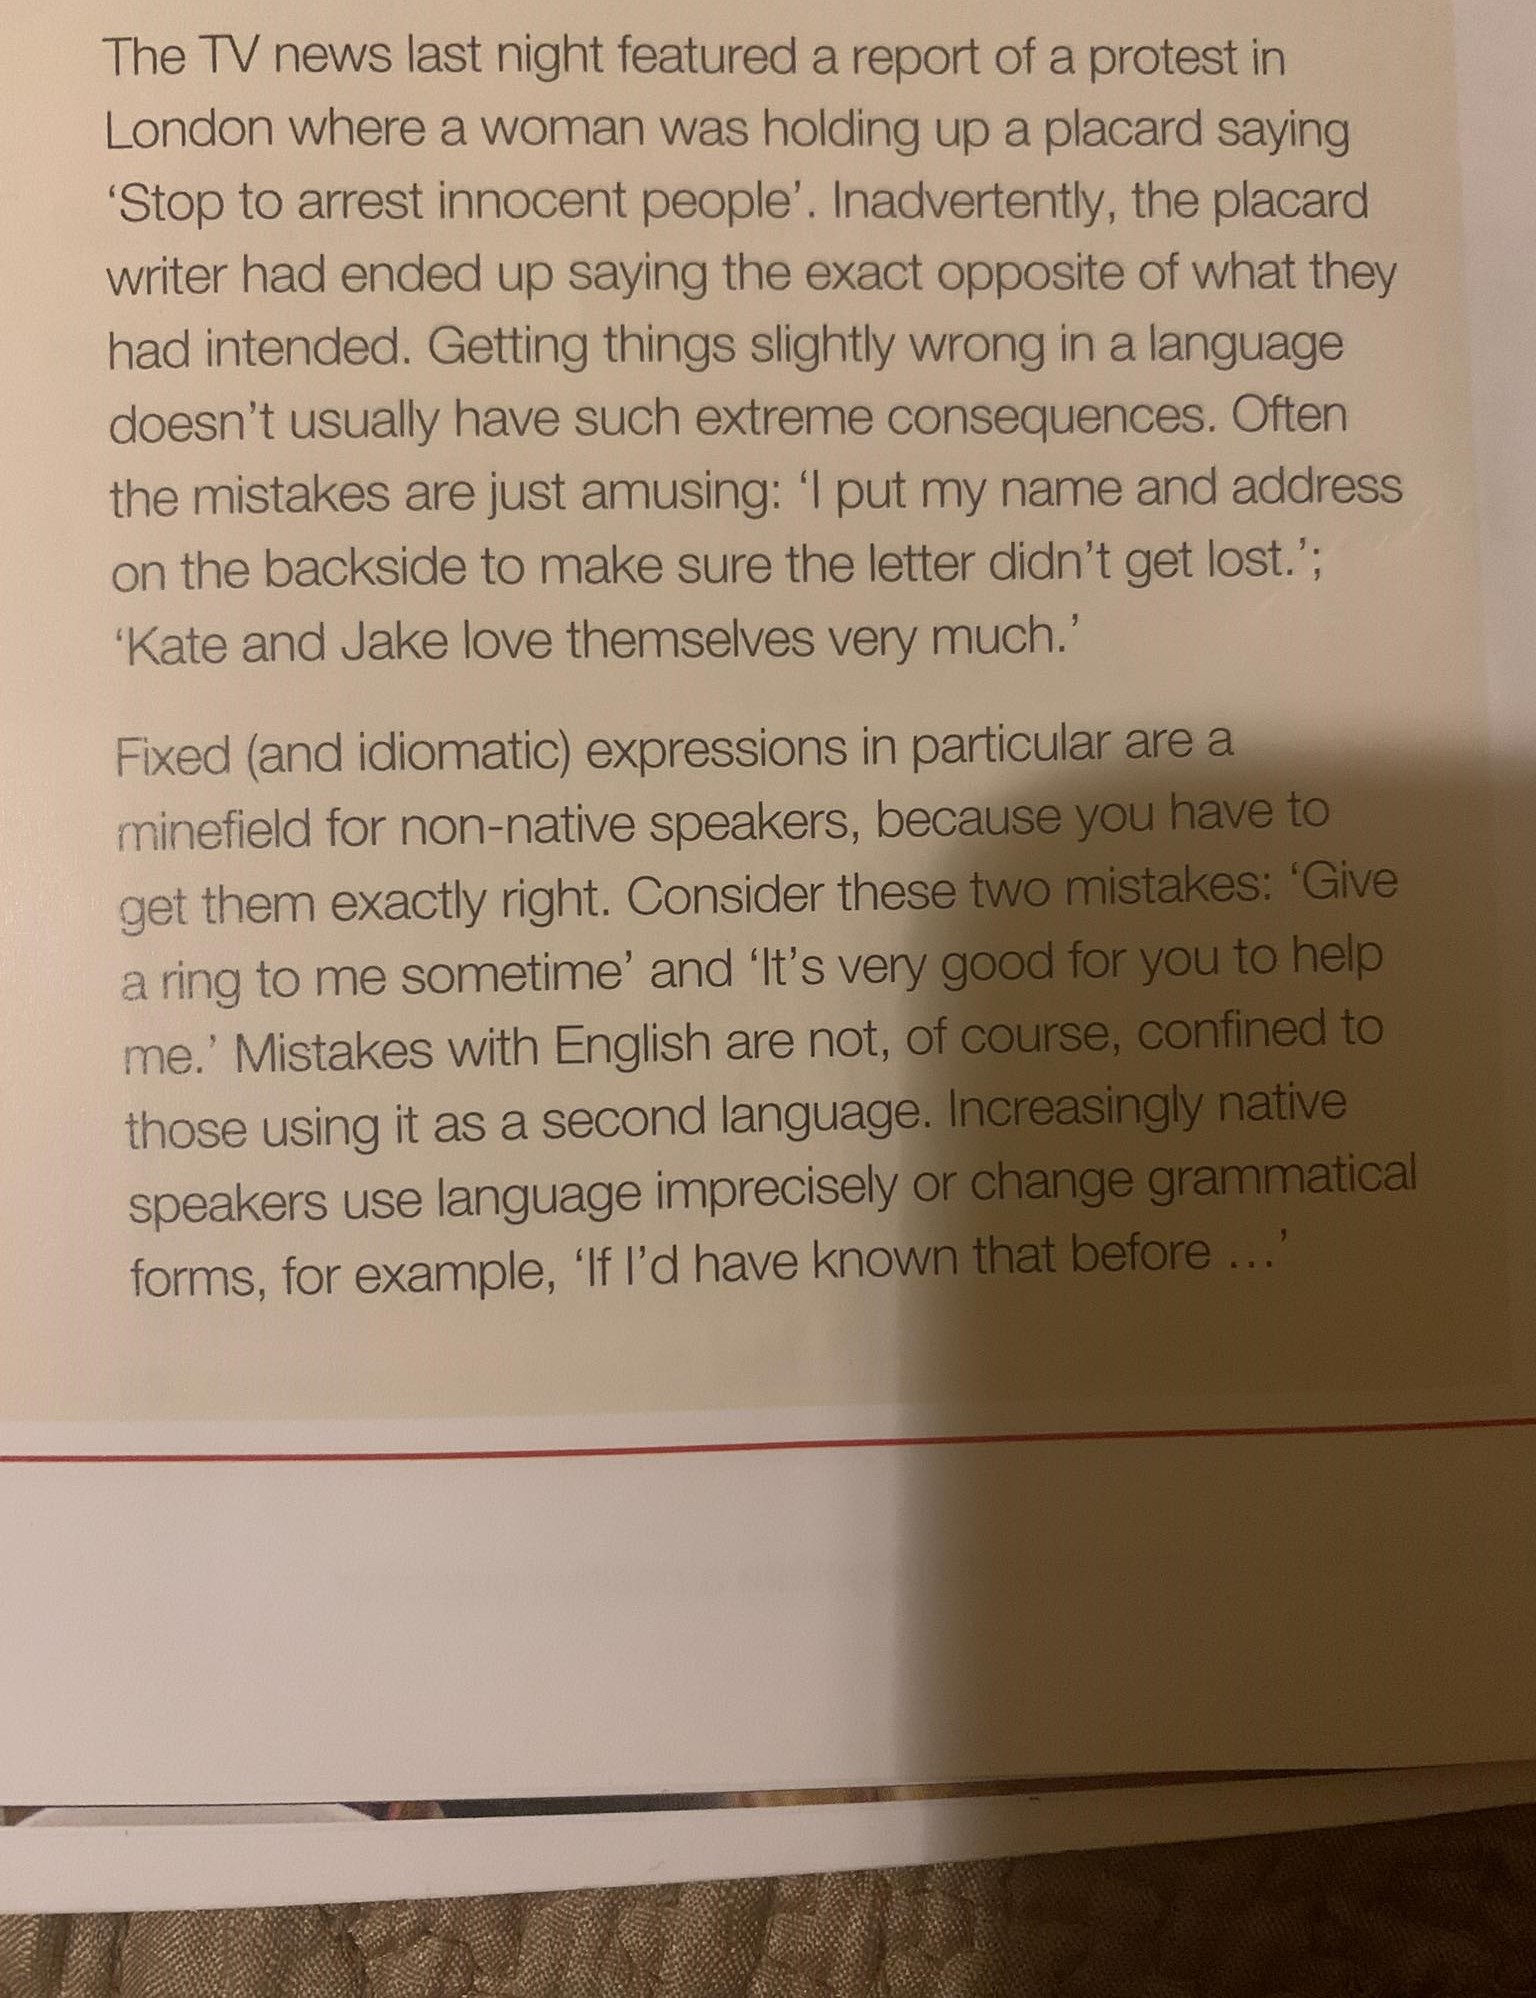 The TV news last night featured a report of a protest in
London where a woman was holding up a placard saying
‘Stop to arrest innocent people’. Inadvertently, the placard
writer had ended up saying the exact opposite of what they
had intended. Getting things slightly wrong in a language
doesn’t usually have such extreme consequences. Often
the mistakes are just amusing: ‘I put my name and address
on the backside to make sure the letter didn’t get lost.’;
‘Kate and Jake love themselves very much.’
Fixed (and idiomatic) expressions in particular are a
minefield for non-native speakers, because you have to
get them exactly right. Consider these two mistakes: ‘Give
a ring to me sometime’ and ‘It’s very good for you to help
me.’ Mistakes with English are not, of course, confined to
those using it as a second language. Increasingly native
speakers use language imprecisely or change grammatical
forms, for example, ‘If I’d have known that before ...’